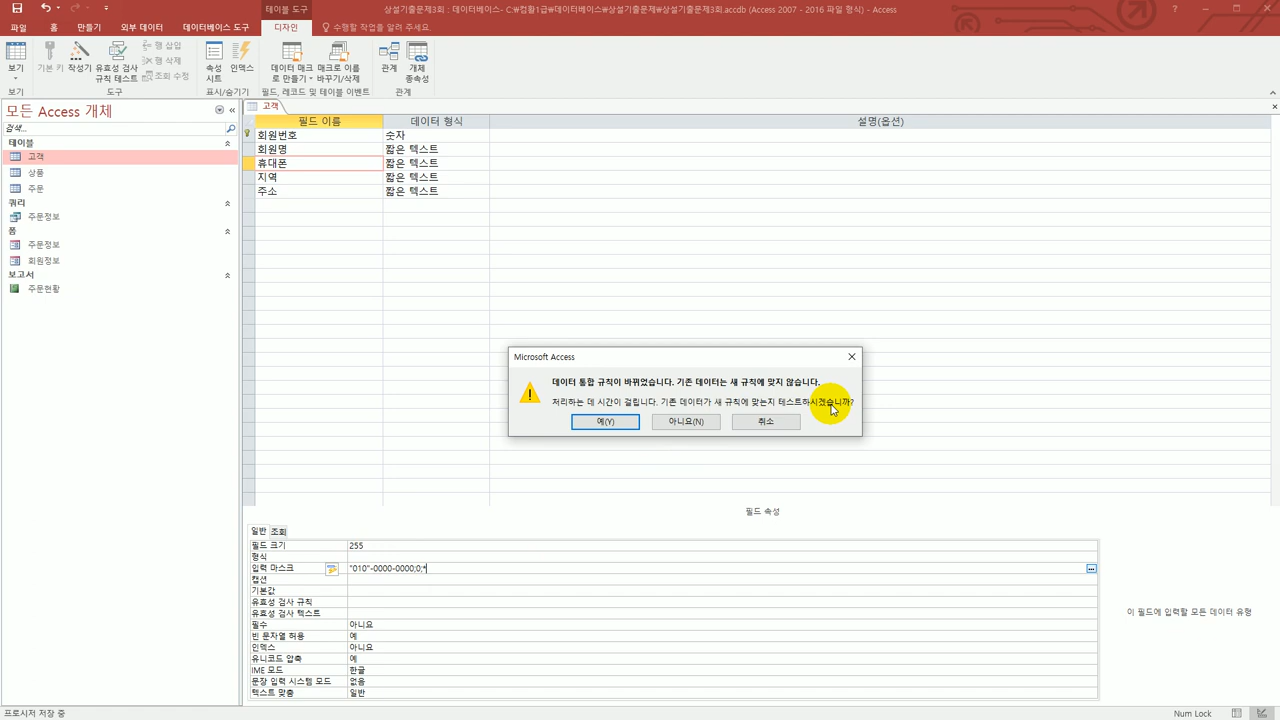 테이블 도구
상설기출문제3회 : 데이터베이스- C:₩컴활1급₩데이터베이스₩상설기출문제₩상설기출문제3회.accdb (Access 2007 - 2016 파일 형식) - Access
파일 홈 만들기 외부 데이터 데이터베이스 도구 디자인 수행할 작업을 알려 주세요.
보기 기본 키 작성기 유효성 검사 규칙 테스트
행 삽입
행 삭제
조회 수정
속성 시트 인덱스
데이터 매크로 만들기 매크로 이름 바꾸기/삭제
관계 개체 종속성
보기 도구 표시/숨기기 필드, 레코드 및 테이블 이벤트 관계
모든 Access 개체
검색...
테이블
고객
상품
주문
쿼리
주문정보
폼
주문정보
회원정보
보고서
주문현황
고객
필드 이름 데이터 형식 설명(옵션)
회원번호 숫자
회원명 짧은 텍스트
휴대폰 짧은 텍스트
지역 짧은 텍스트
주소 짧은 텍스트
Microsoft Access
데이터 통합 규칙이 바뀌었습니다. 기존 데이터는 새 규칙에 맞지 않습니다.
처리하는 데 시간이 걸립니다. 기존 데이터가 새 규칙에 맞는지 테스트하시겠습니까?
예(Y) 아니요(N) 취소
필드 속성
일반 조회
필드 크기 255
형식
입력 마스크 "010"-0000-0000;0;*
캡션
기본값
유효성 검사 규칙
유효성 검사 텍스트
필수 아니요
빈 문자열 허용 예
인덱스 아니요
유니코드 압축 예
IME 모드 한글
문장 입력 시스템 모드 없음
텍스트 맞춤 일반
이 필드에 입력할 모든 데이터 유형
프로시저 저장 중 Num Lock